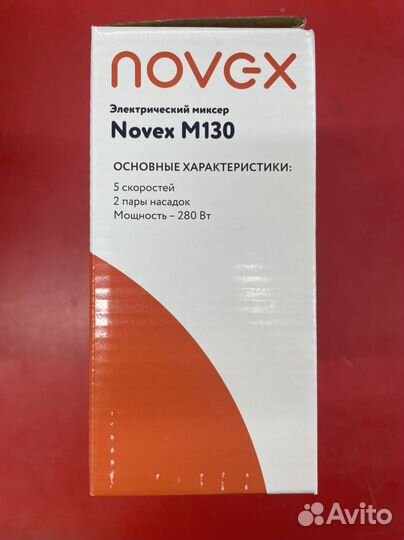 novex
Электрический миксер
Novex M130
ОСНОВНЫЕ ХАРАКТЕРИСТИКИ:
5 скоростей
2 пары насадок
Мощность – 280 Вт
Avito